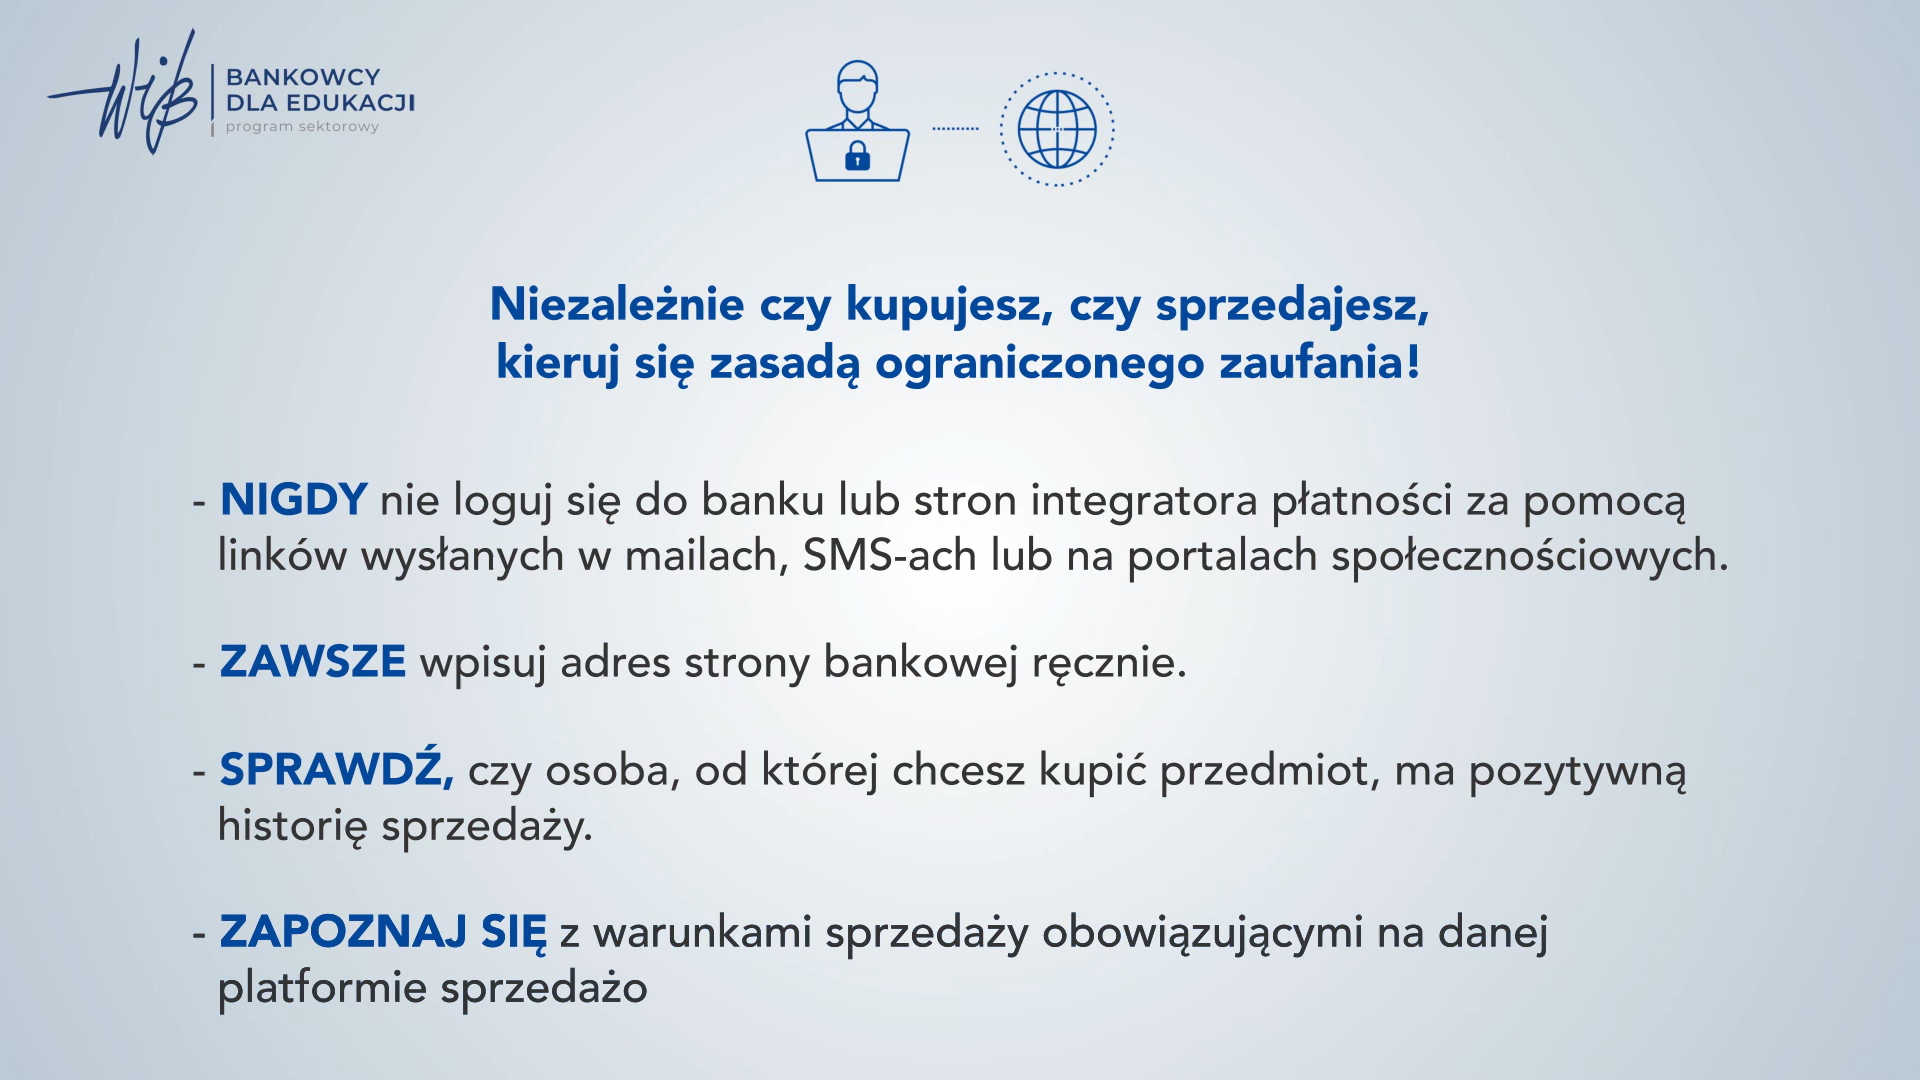 WiB
BANKOWCY
DLA EDUKACJI
program sektorowy
Niezależnie czy kupujesz, czy sprzedajesz,
kieruj się zasadą ograniczonego zaufania!
- NIGDY nie loguj się do banku lub stron integratora płatności za pomocą
linków wysłanych w mailach, SMS-ach lub na portalach społecznościowych.
- ZAWSZE wpisuj adres strony bankowej ręcznie.
- SPRAWDŹ, czy osoba, od której chcesz kupić przedmiot, ma pozytywną
historię sprzedaży.
- ZAPOZNAJ SIĘ z warunkami sprzedaży obowiązującymi na danej
platformie sprzedażo